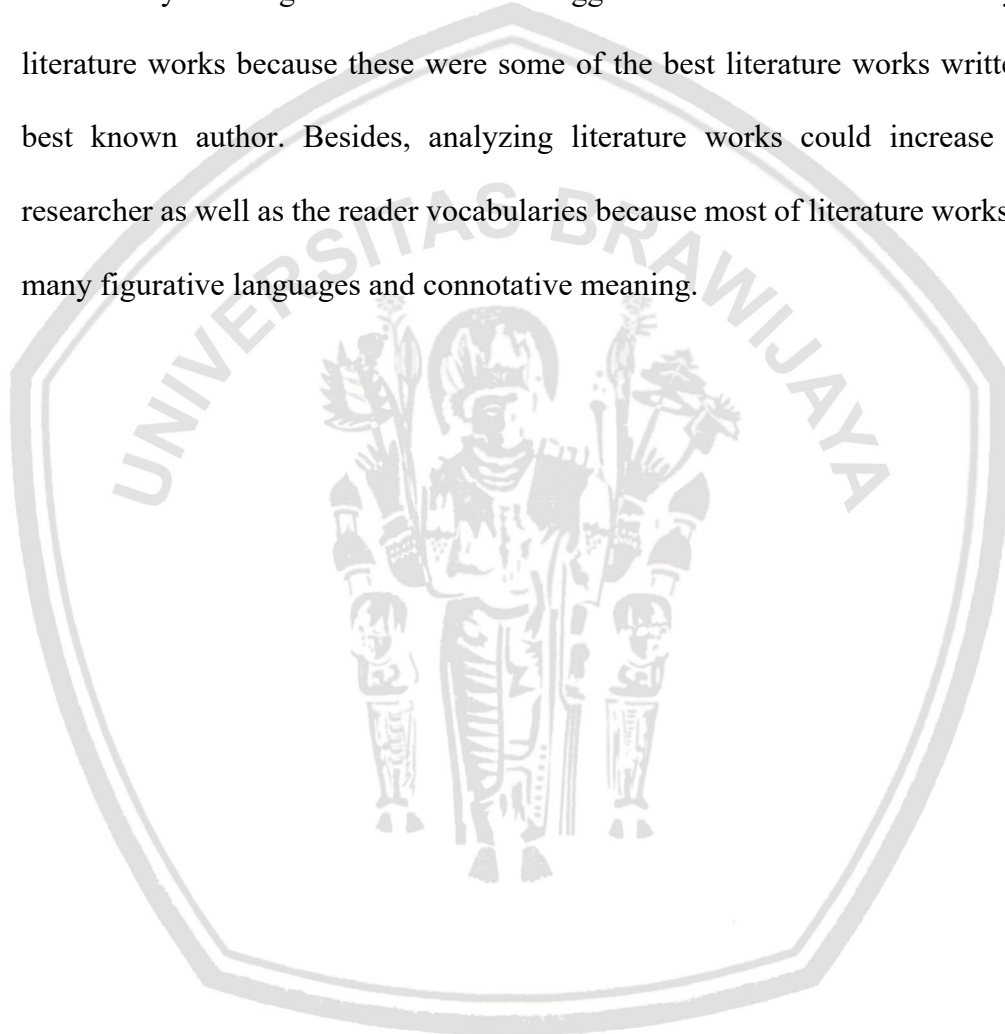 literature works because these were some of the best literature works
best known author. Besides, analyzing literature works could increase
researcher as well as the reader vocabularies because most of literature works
many figurative languages and connotative meaning.
UNIVERSITAS BRAWIJAYA